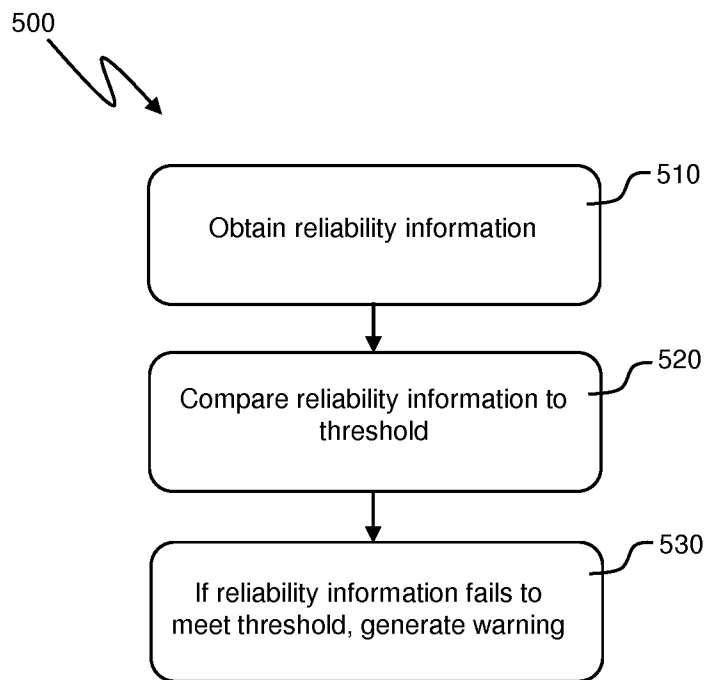 500
510
Obtain reliability information
520
Compare reliability information to
threshold
530
If reliability information fails to
meet threshold, generate warning